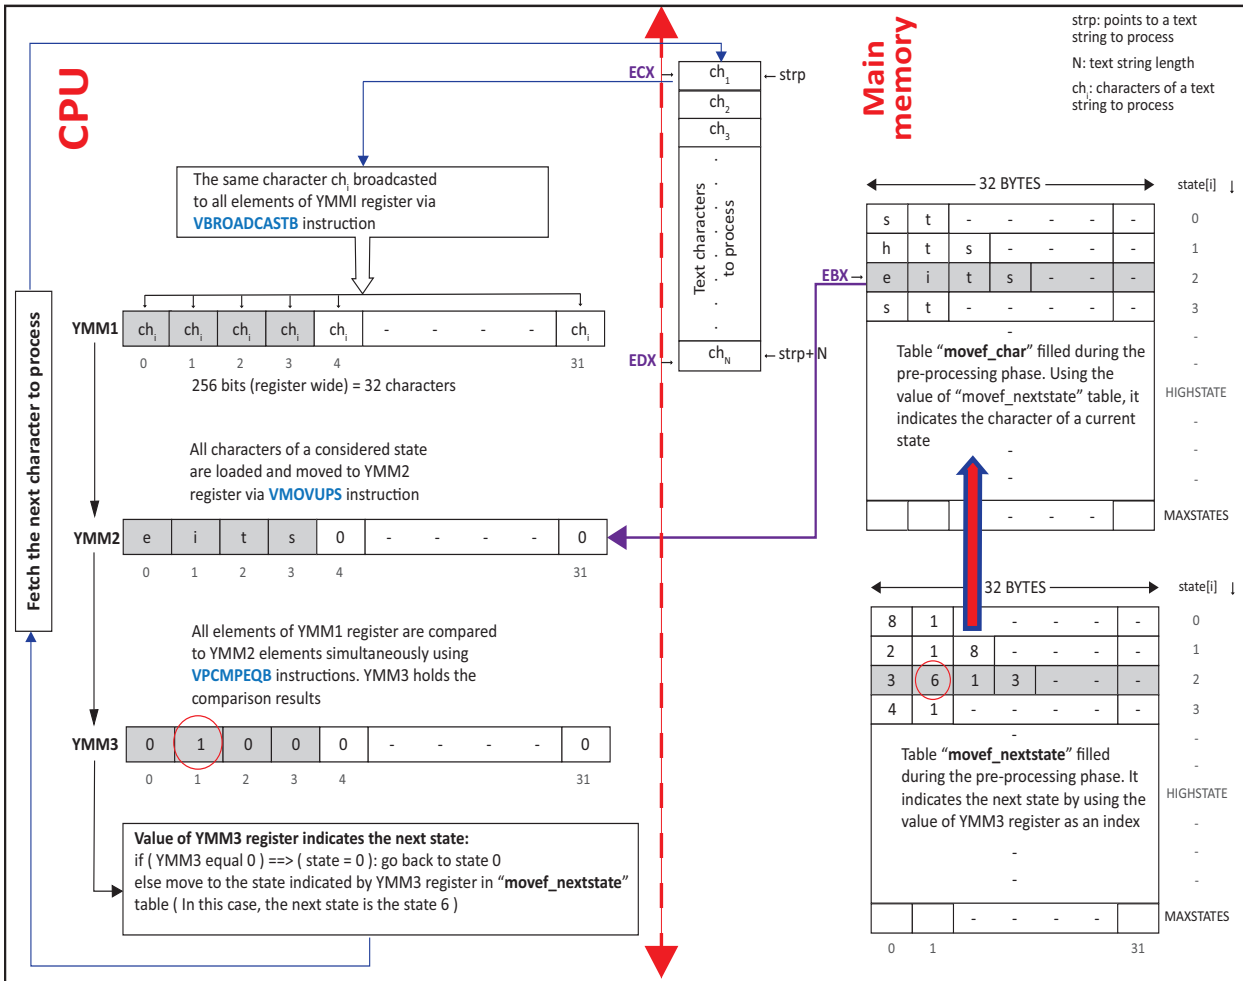 strp: points to a text
string to process
N: text string length
ch_i: characters of a text
string to process
CPU
Main
memory
ECX
ch_1
strp
ch_2
ch_3
Text characters
to process
EDX
ch_N
strp+ N
The same character ch_i broadcasted
to all elements of YMMI register via
VBROADCASTB instruction
Fetch the next character to process
YMM1 ch_i ch_i ch_i ch_i ch_i - - - - ch_i
0 1 2 3 4 31
256 bits (register wide) = 32 characters
All characters of a considered state
are loaded and moved to YMM2
register via VMOVUPS instruction
YMM2 e i t s 0 - - - - 0
0 1 2 3 4 31
All elements of YMM1 register are compared
to YMM2 elements simultaneously using
VPCMPEQB instructions. YMM3 holds the
comparison results
YMM3 0 1 0 0 0 - - - - 0
0 1 2 3 4 31
Value of YMM3 register indicates the next state:
if ( YMM3 equal 0 ) ==> ( state = 0 ): go back to state 0
else move to the state indicated by YMM3 register in "movef_nextstate"
table ( In this case, the next state is the state 6 )
32 BYTES
state[i]
s t - - - - - 0
h t s - - - - 1
EBX
e i t s - - - 2
s t - - - - - 3
Table "movef_char" filled during the
pre-processing phase. Using the
value of "movef_nextstate" table, it
indicates the character of a current
state
HIGHSTATE
- - - MAXSTATES
32 BYTES
state[i]
8 1 - - - - 0
2 1 8 - - - - 1
3 6 1 3 - - - 2
4 1 - - - - - 3
Table "movef_nextstate" filled
during the pre-processing phase. It
indicates the next state by using the
value of YMM3 register as an index
HIGHSTATE
- - - - MAXSTATES
0 1 31